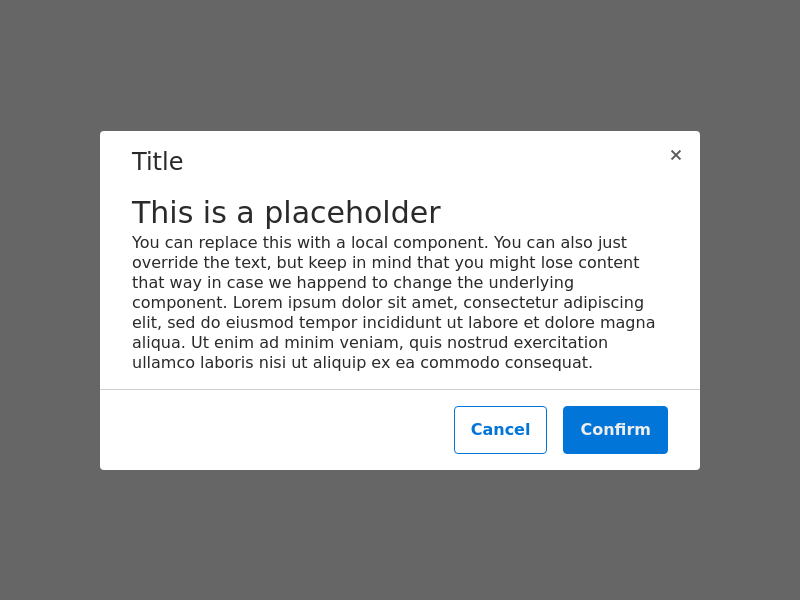 Title
×
This is a placeholder
You can replace this with a local component. You can also just
override the text, but keep in mind that you might lose content
that way in case we happend to change the underlying
component. Lorem ipsum dolor sit amet, consectetur adipiscing
elit, sed do eiusmod tempor incididunt ut labore et dolore magna
aliqua. Ut enim ad minim veniam, quis nostrud exercitation
ullamco laboris nisi ut aliquip ex ea commodo consequat.
Cancel
Confirm